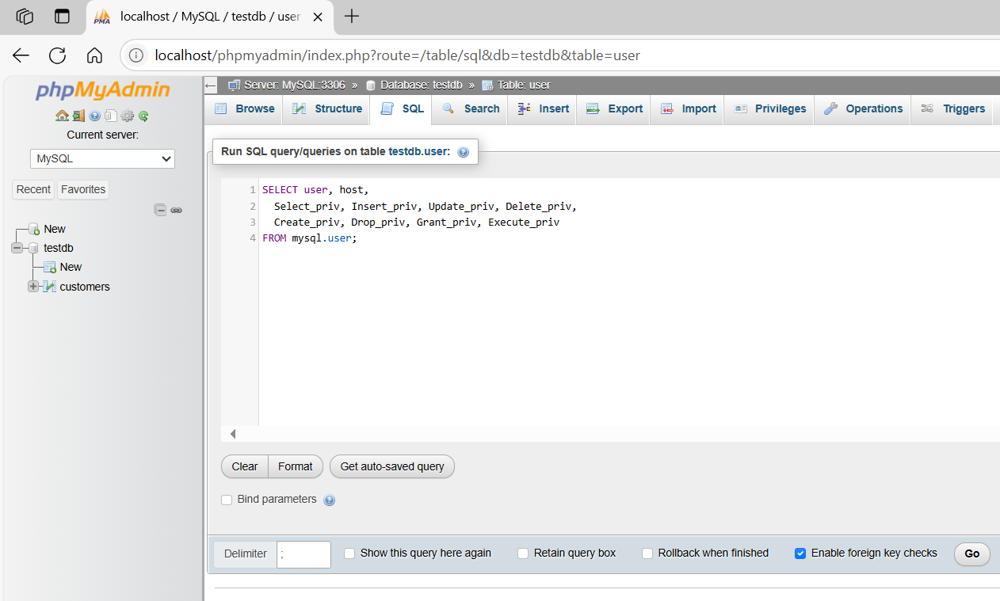 localhost / MySQL / testdb / user
localhost/phpmyadmin/index.php?route=/table/sql&db=testdb&table=user
phpMyAdmin
Current server:
MySQL
Recent
Favorites
New
testdb
New
customers
Server: MySQL:3306 » Database: testdb » Table: user
Browse
Structure
SQL
Search
Insert
Export
Import
Privileges
Operations
Triggers
Run SQL query/queries on table testdb.user:
1 SELECT user, host,
2 Select_priv, Insert_priv, Update_priv, Delete_priv,
3 Create_priv, Drop_priv, Grant_priv, Execute_priv
4 FROM mysql.user;
Clear
Format
Get auto-saved query
Bind parameters
Delimiter
;
Show this query here again
Retain query box
Rollback when finished
Enable foreign key checks
Go